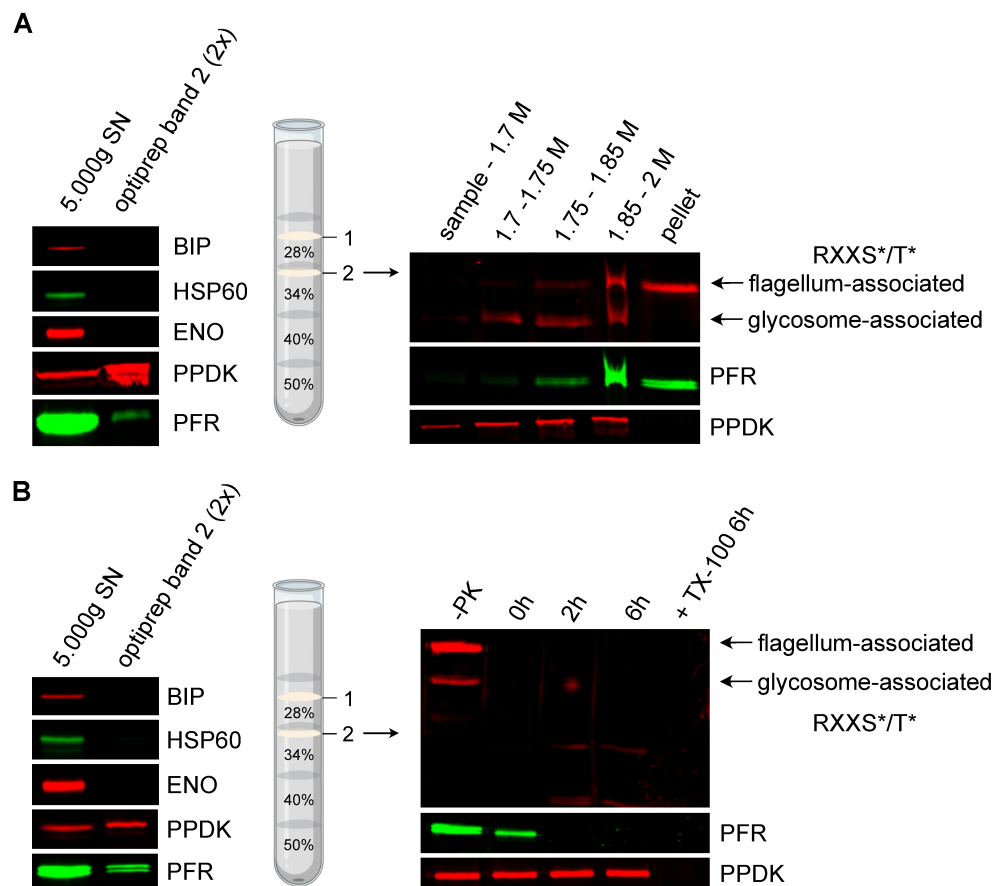 A
5.000g SN
optiprep band 2 (2x)
BIP
HSP60
ENO
PPDK
PFR
1
28%
2
34%
40%
50%
sample - 1.7 M
1.7 -1.75 M
1.75 - 1.85 M
1.85 - 2 M
pellet
RXXS*/T*
flagellum-associated
glycosome-associated
PFR
PPDK
B
5.000g SN
optiprep band 2 (2x)
BIP
HSP60
ENO
PPDK
PFR
1
28%
2
34%
40%
50%
-PK
0h
2h
6h
+ TX-100 6h
flagellum-associated
glycosome-associated
RXXS*/T*
PFR
PPDK